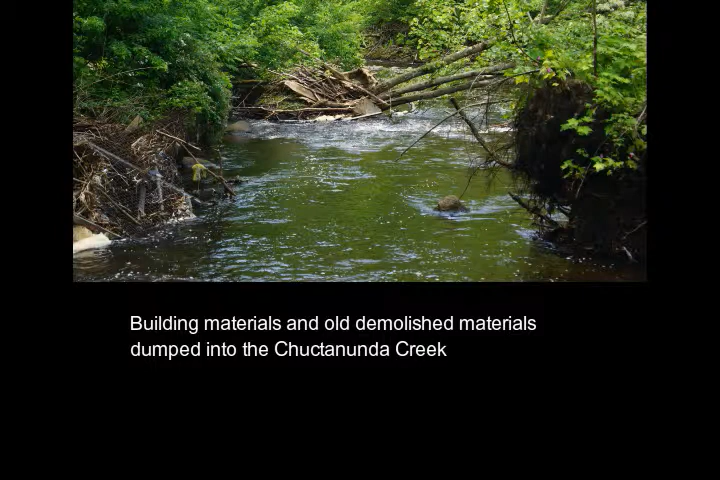 Building materials and old demolished materials
dumped into the Chuctanunda Creek